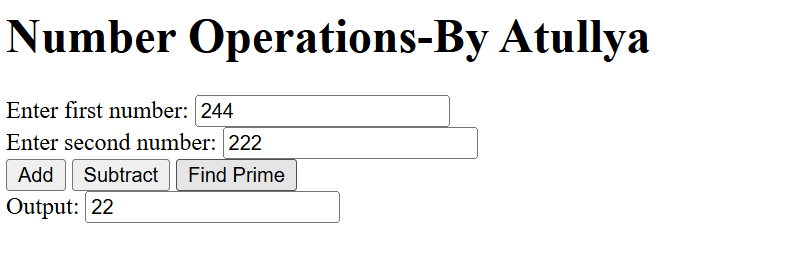 Number Operations-By Atullya
Enter first number: 244
Enter second number: 222
Add Subtract Find Prime
Output: 22